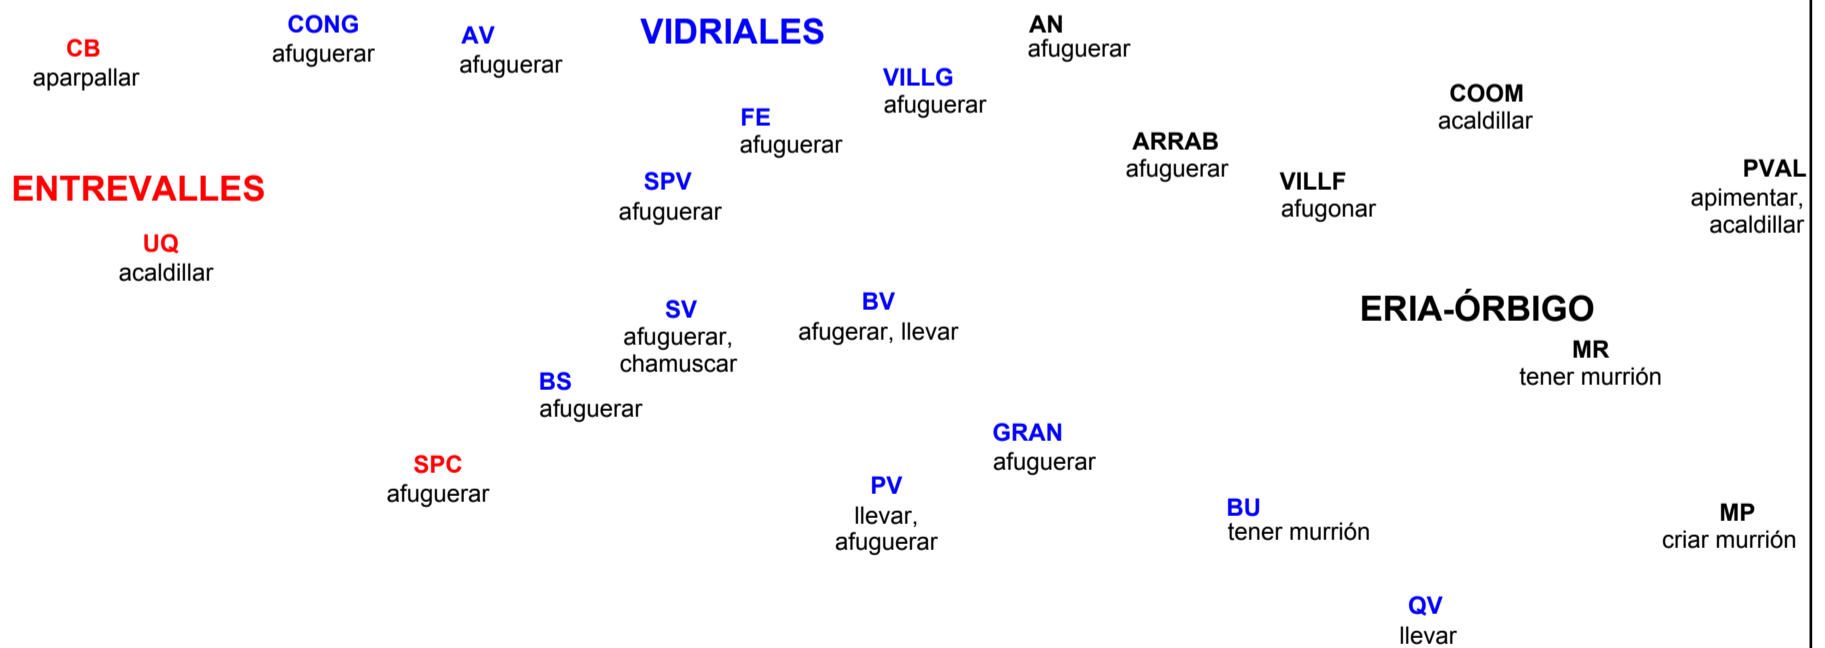 CONG
afuguerar
AV
afuguerar
VIDRIALES
AN
afuguerar
CB
aparpallar
VILLG
afuguerar
COOM
acaldillar
FE
afuguerar
ARRAB
afuguerar
PVAL
apimentar,
acaldillar
ENTREVALLES
SPV
afuguerar
VILLF
afugonar
UQ
acaldillar
SV
afuguerar,
chamuscar
BV
afugerar, llevar
ERIA-ÓRBIGO
MR
tener murrión
BS
afuguerar
GRAN
afuguerar
SPC
afuguerar
PV
llevar,
afuguerar
BU
tener murrión
MP
criar murrión
QV
llevar